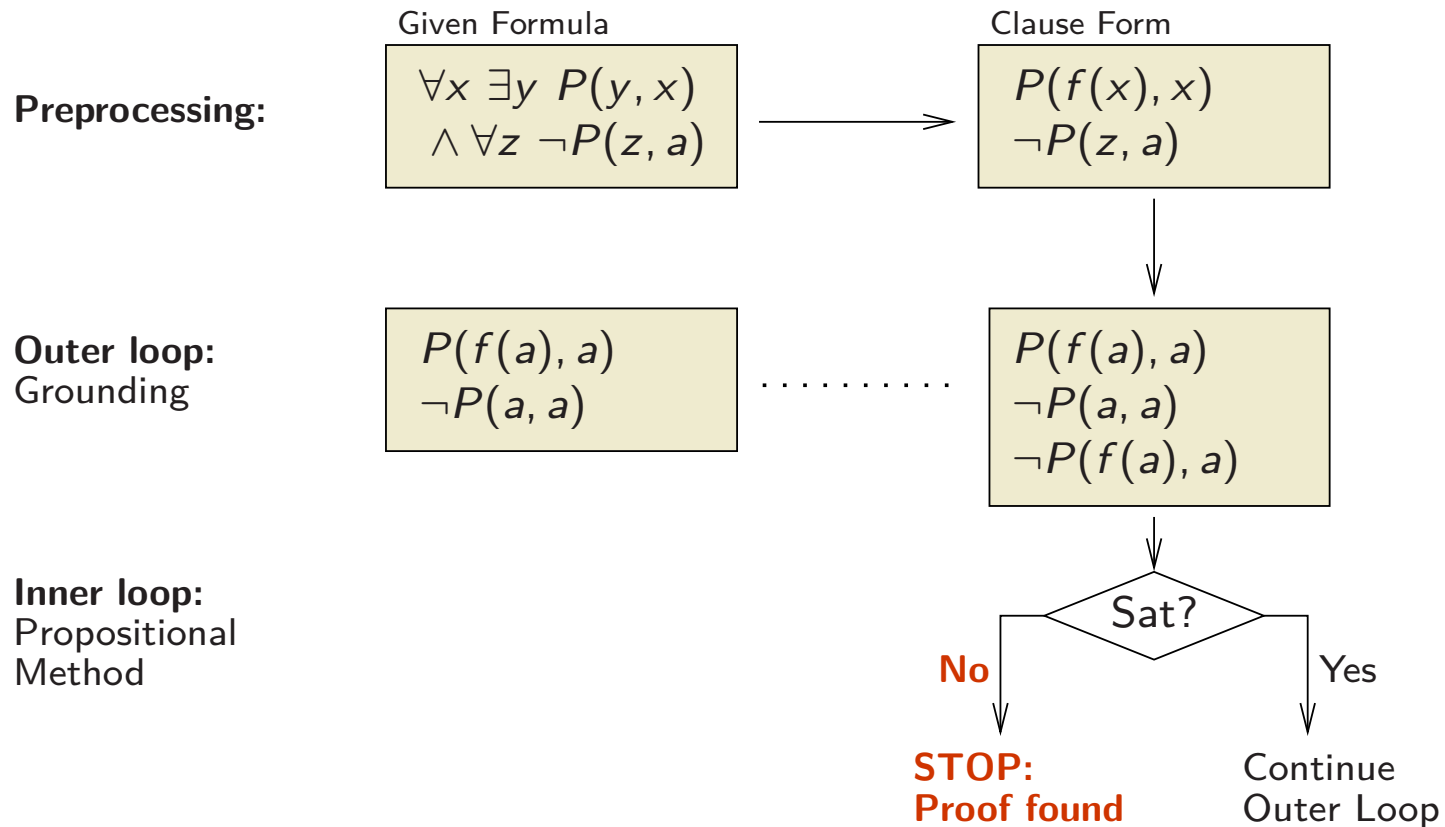 Given Formula
Clause Form
Preprocessing:
∀x ∃y P(y, x)
∧ ∀z ¬P(z, a)
P(f(x), x)
¬P(z, a)
Outer loop:
Grounding
P(f(a), a)
¬P(a, a)
. . . . . . . . . .
P(f(a), a)
¬P(a, a)
¬P(f(a), a)
Inner loop:
Propositional
Method
Sat?
No
Yes
STOP:
Proof found
Continue
Outer Loop